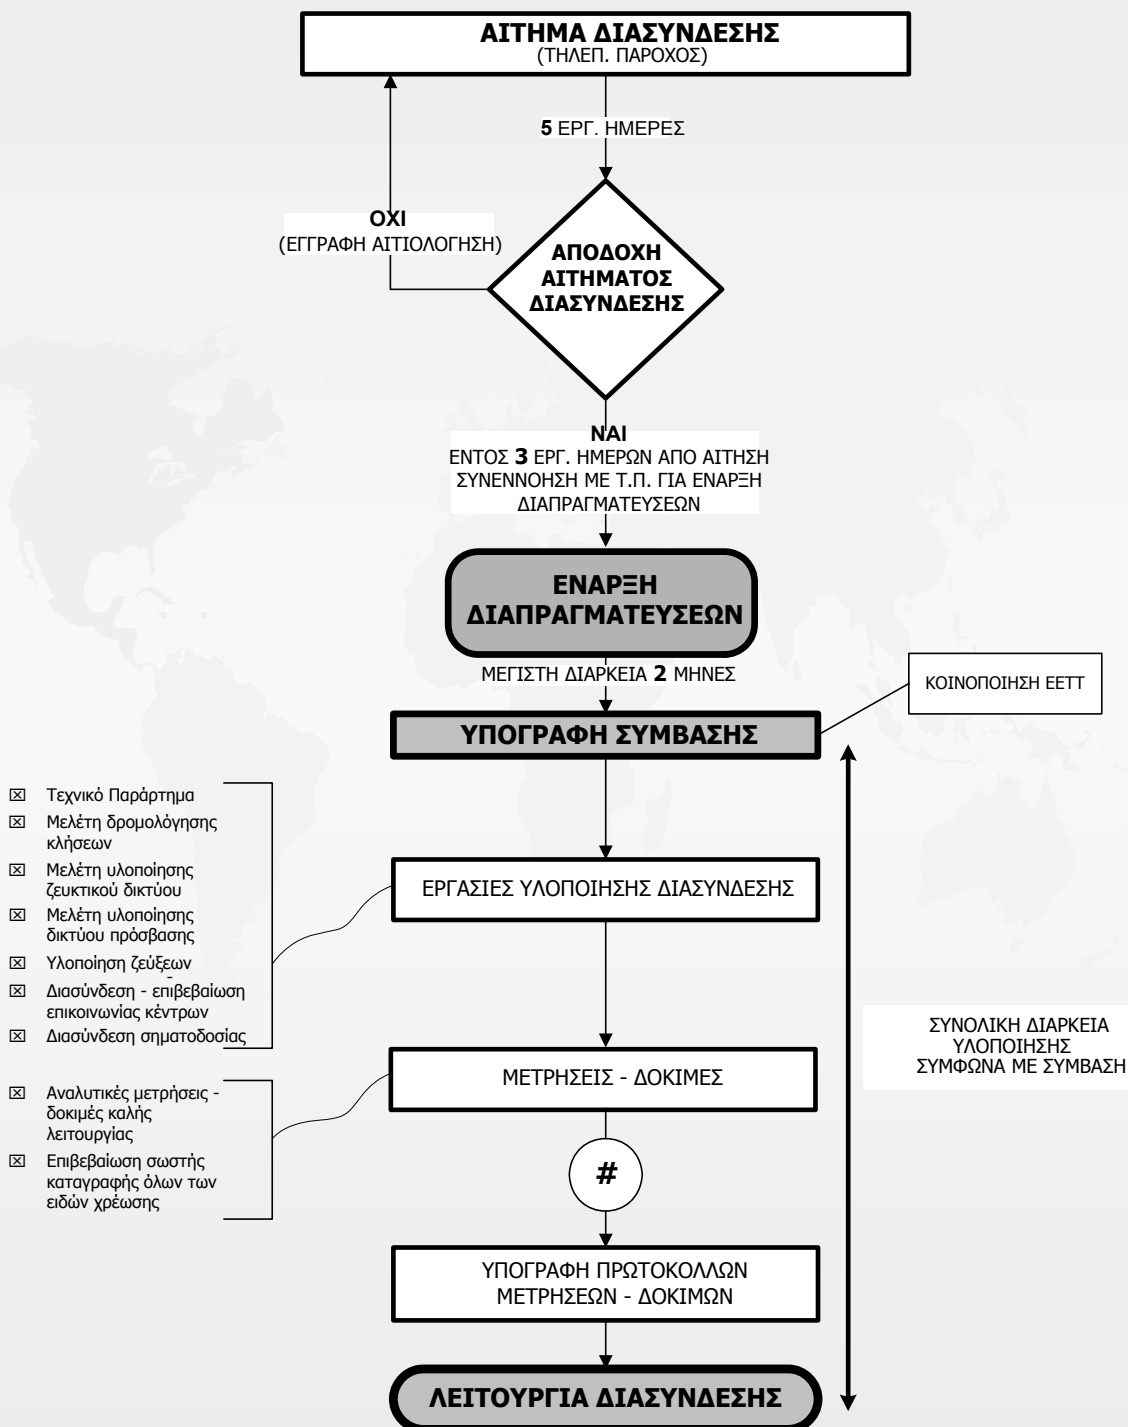 ΑΙΤΗΜΑ ΔΙΑΣΥΝΔΕΣΗΣ
(ΤΗΛΕΠ. ΠΑΡΟΧΟΣ)
5 ΕΡΓ. ΗΜΕΡΕΣ
ΟΧΙ
(ΕΓΓΡΑΦΗ ΑΙΤΙΟΛΟΓΗΣΗ)
ΑΠΟΔΟΧΗ
ΑΙΤΗΜΑΤΟΣ
ΔΙΑΣΥΝΔΕΣΗΣ
ΝΑΙ
ΕΝΤΟΣ 3 ΕΡΓ. ΗΜΕΡΩΝ ΑΠΟ ΑΙΤΗΣΗ
ΣΥΝΕΝΝΟΗΣΗ ΜΕ Τ.Π. ΓΙΑ ΕΝΑΡΞΗ
ΔΙΑΠΡΑΓΜΑΤΕΥΣΕΩΝ
ΕΝΑΡΞΗ
ΔΙΑΠΡΑΓΜΑΤΕΥΣΕΩΝ
ΜΕΓΙΣΤΗ ΔΙΑΡΚΕΙΑ 2 ΜΗΝΕΣ
ΚΟΙΝΟΠΟΙΗΣΗ ΕΕΤΤ
ΥΠΟΓΡΑΦΗ ΣΥΜΒΑΣΗΣ
☒ Τεχνικό Παράρτημα
☒ Μελέτη δρομολόγησης
κλήσεων
☒ Μελέτη υλοποίησης
ζευκτικού δικτύου
☒ Μελέτη υλοποίησης
δικτύου πρόσβασης
☒ Υλοποίηση ζεύξεων
-
☒ Διασύνδεση - επιβεβαίωση
επικοινωνίας κέντρων
☒ Διασύνδεση σηματοδοσίας
ΕΡΓΑΣΙΕΣ ΥΛΟΠΟΙΗΣΗΣ ΔΙΑΣΥΝΔΕΣΗΣ
ΣΥΝΟΛΙΚΗ ΔΙΑΡΚΕΙΑ
ΥΛΟΠΟΙΗΣΗΣ
ΣΥΜΦΩΝΑ ΜΕ ΣΥΜΒΑΣΗ
ΜΕΤΡΗΣΕΙΣ - ΔΟΚΙΜΕΣ
☒ Αναλυτικές μετρήσεις -
δοκιμές καλής
λειτουργίας
☒ Επιβεβαίωση σωστής
καταγραφής όλων των
ειδών χρέωσης
#
ΥΠΟΓΡΑΦΗ ΠΡΩΤΟΚΟΛΛΩΝ
ΜΕΤΡΗΣΕΩΝ - ΔΟΚΙΜΩΝ
ΛΕΙΤΟΥΡΓΙΑ ΔΙΑΣΥΝΔΕΣΗΣ